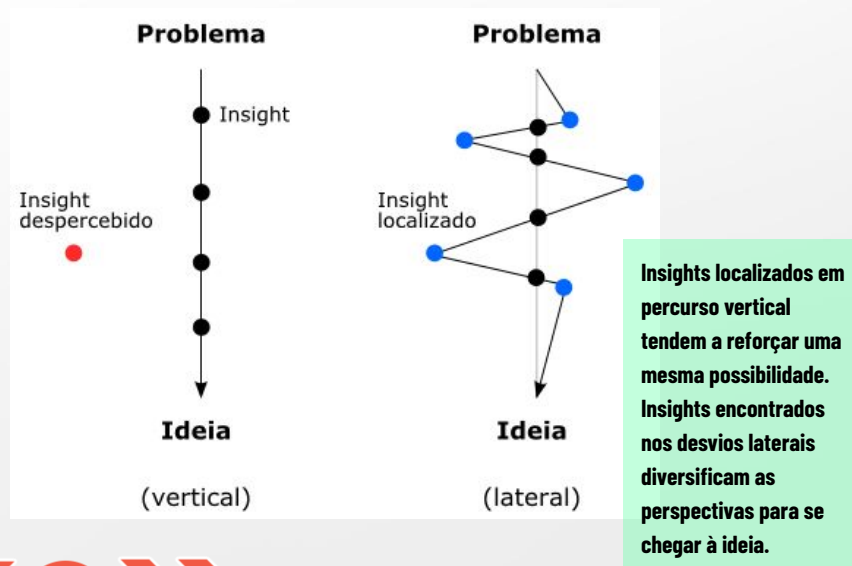 Problema
Insight
Insight
despercebido
Ideia
(vertical)
Problema
Insight
localizado
Ideia
(lateral)
Insights localizados em
percurso vertical
tendem a reforçar uma
mesma possibilidade.
Insights encontrados
nos desvios laterais
diversificam as
perspectivas para se
chegar à ideia.